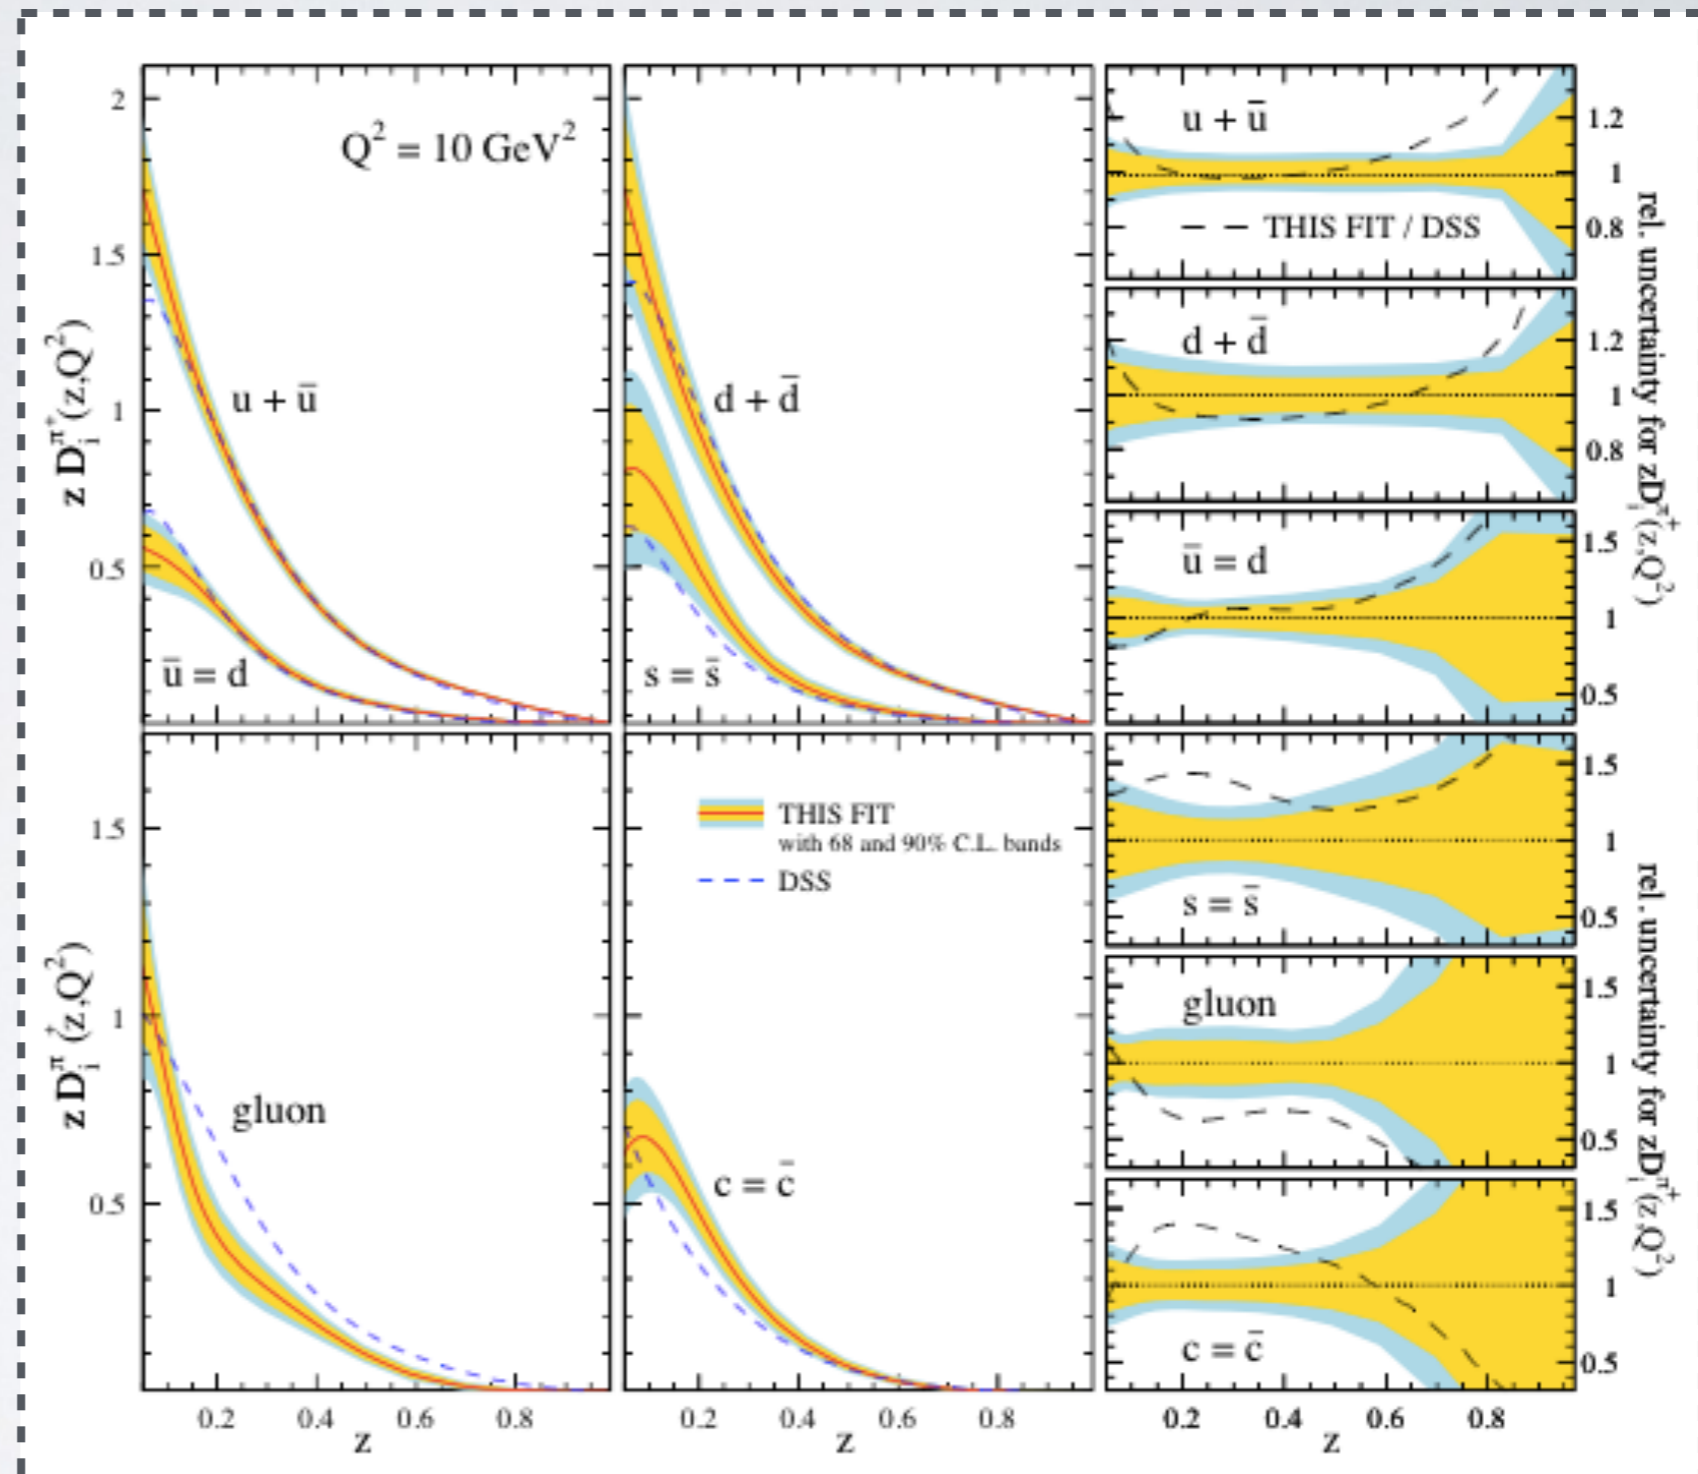 Q² = 10 GeV²
z D_i^{π⁺}(z,Q²)
2
1.5
1
0.5
u + ū
ū = d
d + d̄
s = s̄
z D_i^{π⁺}(z,Q²)
1.5
1
0.5
gluon
THIS FIT
with 68 and 90% C.L. bands
DSS
c = c̄
0.2 0.4 0.6 0.8
z
0.2 0.4 0.6 0.8
z
u + ū
THIS FIT / DSS
1.2
1
0.8
d + d̄
1.2
1
0.8
ū = d
1.5
1
0.5
rel. uncertainty for zD_i^{π⁺}(z,Q²)
s = s̄
1.5
1
0.5
gluon
1.5
1
0.5
c = c̄
1.5
1
0.5
rel. uncertainty for zD_i^{π⁺}(z,Q²)
0.2 0.4 0.6 0.8
z